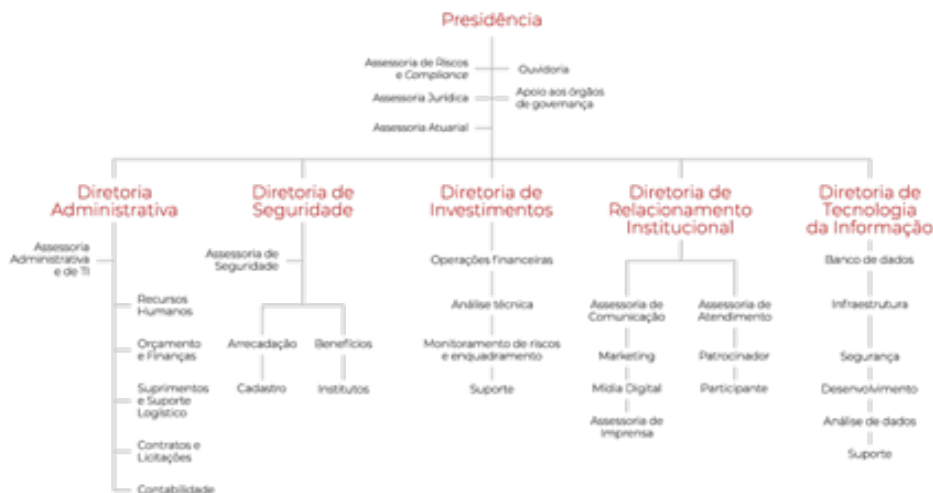 Presidência
Assessoria de Riscos
e Compliance
Ouvidoria
Assessoria Jurídica
Apoio aos órgãos
de governança
Assessoria Atuarial
Diretoria
Administrativa
Assessoria
Administrativa
e de TI
Recursos
Humanos
Orçamento
e Finanças
Suprimentos
e Suporte
Logístico
Contratos e
Licitações
Contabilidade
Diretoria de
Seguridade
Assessoria de
Seguridade
Arrecadação
Cadastro
Benefícios
Institutos
Diretoria de
Investimentos
Operações financeiras
Análise técnica
Monitoramento de riscos
e enquadramento
Suporte
Diretoria de
Relacionamento
Institucional
Assessoria de
Comunicação
Marketing
Mídia Digital
Assessoria de
Imprensa
Assessoria de
Atendimento
Patrocinador
Participante
Diretoria de
Tecnologia
da Informação
Banco de dados
Infraestrutura
Segurança
Desenvolvimento
Análise de dados
Suporte